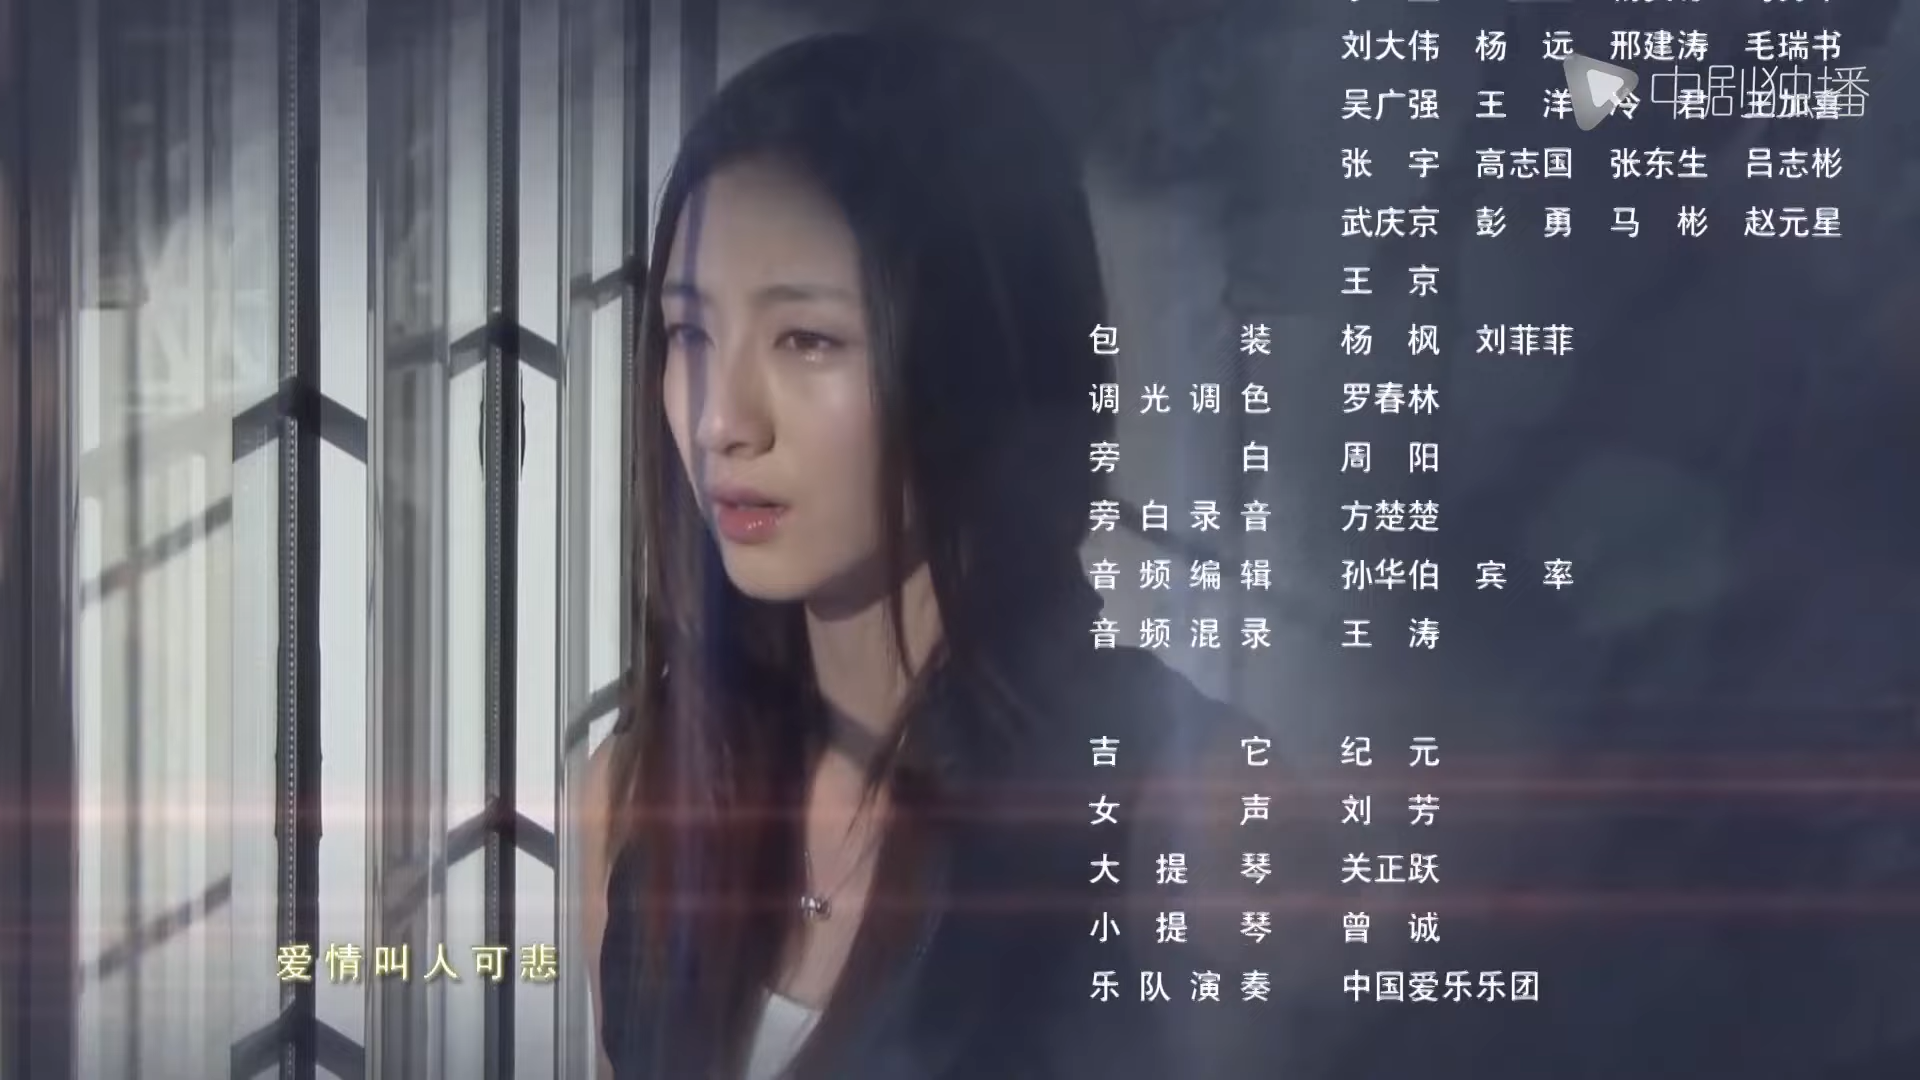 刘大伟 杨 远 邢建涛 毛瑞书
中剧独播
吴广强 王 洋 冷 君 王加喜
张 宇 高志国 张东生 吕志彬
武庆京 彭 勇 马 彬 赵元星
王 京
包 装 杨 枫 刘菲菲
调光调色 罗春林
旁 白 周 阳
旁白录音 方楚楚
音频编辑 孙华伯 宾 率
音频混录 王 涛
吉 它 纪 元
女 声 刘 芳
大提琴 关正跃
小提琴 曾 诚
爱情叫人可悲
乐队演奏 中国爱乐乐团